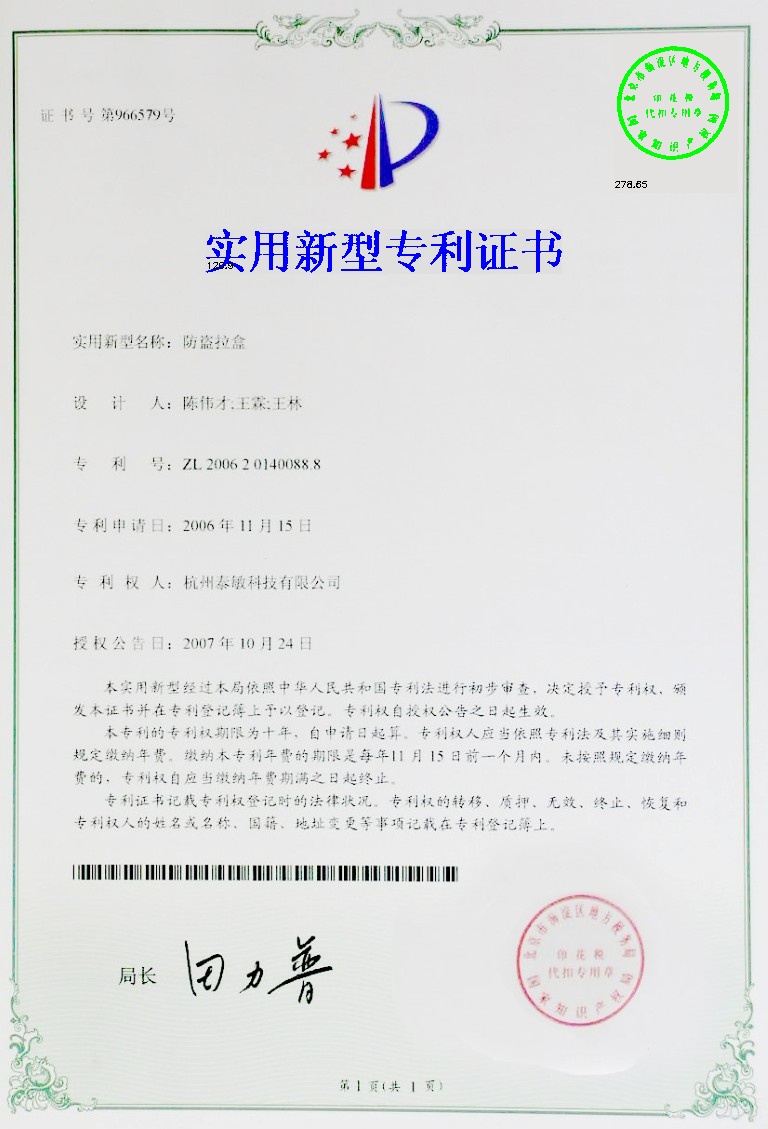 证书号第966579号
北京市海淀区地方税务局
印花税
代扣专用章
国家知识产权局
278.65
实用新型专利证书
实用新型名称：防盗拉盒
设计人：陈伟才;王霖;王林
专利号：ZL 2006 2 0140088.8
专利申请日：2006 年 11 月 15 日
专利权人：杭州泰敏科技有限公司
授权公告日：2007 年 10 月 24 日
本实用新型经过本局依照中华人民共和国专利法进行初步审查，决定授予专利权，颁
发本证书并在专利登记簿上予以登记。专利权自授权公告之日起生效。
本专利的专利权期限为十年，自申请日起算。专利权人应当依照专利法及其实施细则
规定缴纳年费。缴纳本专利年费的期限是每年11 月 15 日前一个月内。未按照规定缴纳年
费的，专利权自应当缴纳年费期满之日起终止。
专利证书记载专利权登记时的法律状况。专利权的转移、质押、无效、终止、恢复和
专利权人的姓名或名称、国籍、地址变更等事项记载在专利登记簿上。
局长
田力普
北京市海淀区地方税务局
印花税
代扣专用章
国家知识产权局
第 1 页(共 1 页)